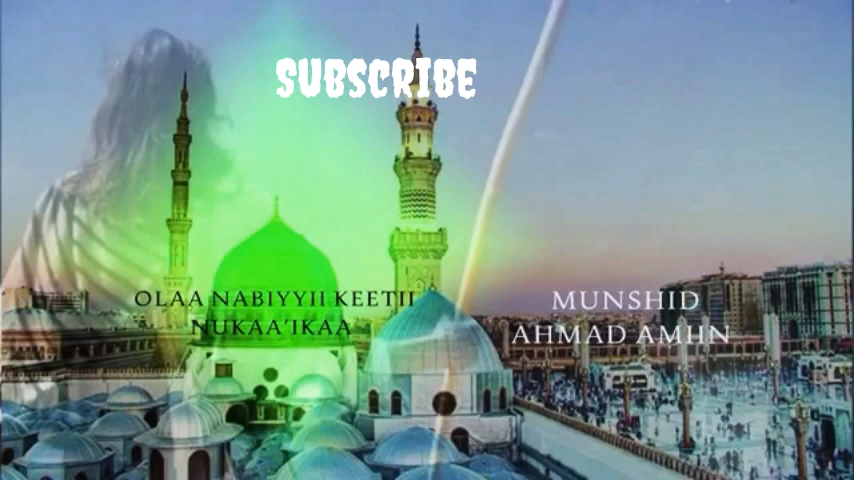 SUBSCRIBE
OLAA NABIYYII KEETII
NUKAA'IKAA
MUNSHID
AHMAD AMIIN